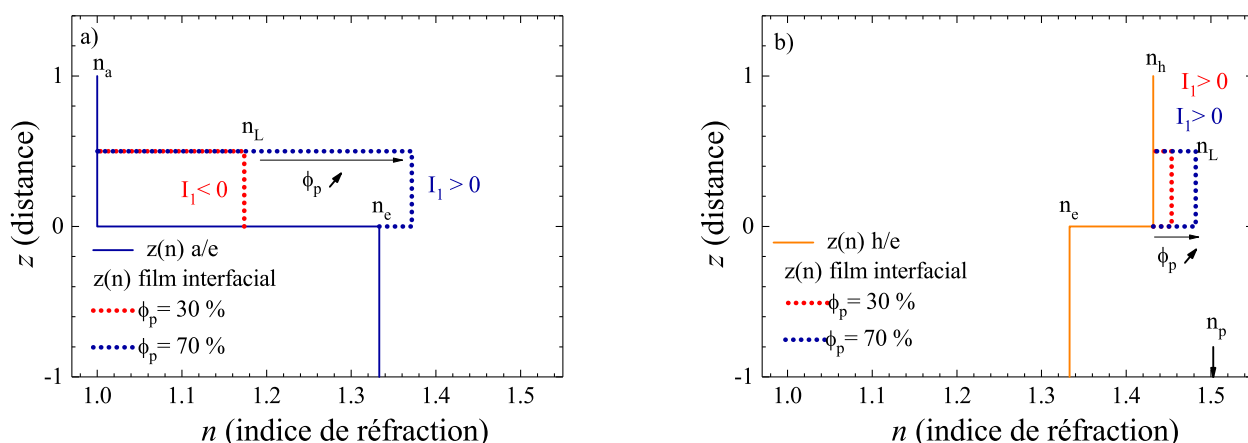 a)
n_a
1
n_L
ϕ_p ↗
I_1 < 0
I_1 > 0
n_e
0
z(n) a/e
z(n) film interfacial
ϕ_p = 30 %
ϕ_p = 70 %
-1
1.0 1.1 1.2 1.3 1.4 1.5
n (indice de réfraction)
z (distance)
b)
n_h
I_1 > 0
I_1 > 0
1
n_L
n_e
0
ϕ_p ↗
z(n) h/e
z(n) film interfacial
ϕ_p = 30 %
ϕ_p = 70 %
n_p
-1
1.0 1.1 1.2 1.3 1.4 1.5
n (indice de réfraction)
z (distance)